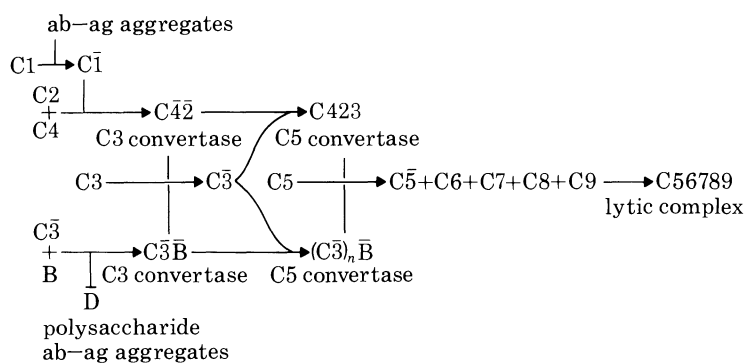 ab—ag aggregates
C1 C1̄
C2
+
C4
C4̄2̄ C423
C3 convertase C5 convertase
C3 C3̄ C5 C5̄+C6+C7+C8+C9 C56789
lytic complex
C3̄
+
B
C3̄B̄ (C3̄)ₙB̄
C3 convertase C5 convertase
D̄
polysaccharide
ab—ag aggregates